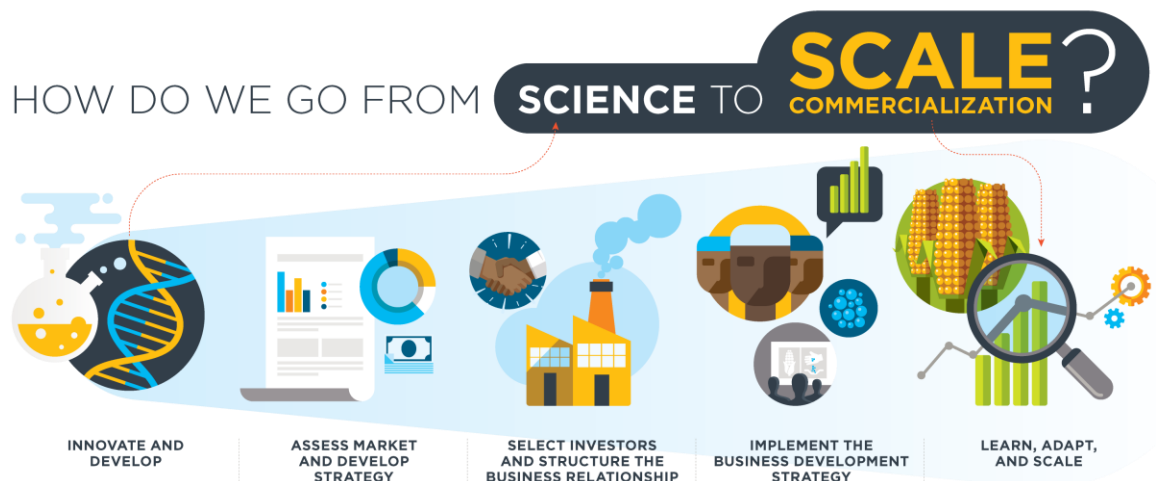 HOW DO WE GO FROM SCIENCE TO SCALE COMMERCIALIZATION?
INNOVATE AND
DEVELOP
ASSESS MARKET
AND DEVELOP
STRATEGY
SELECT INVESTORS
AND STRUCTURE THE
BUSINESS RELATIONSHIP
IMPLEMENT THE
BUSINESS DEVELOPMENT
STRATEGY
LEARN, ADAPT,
AND SCALE